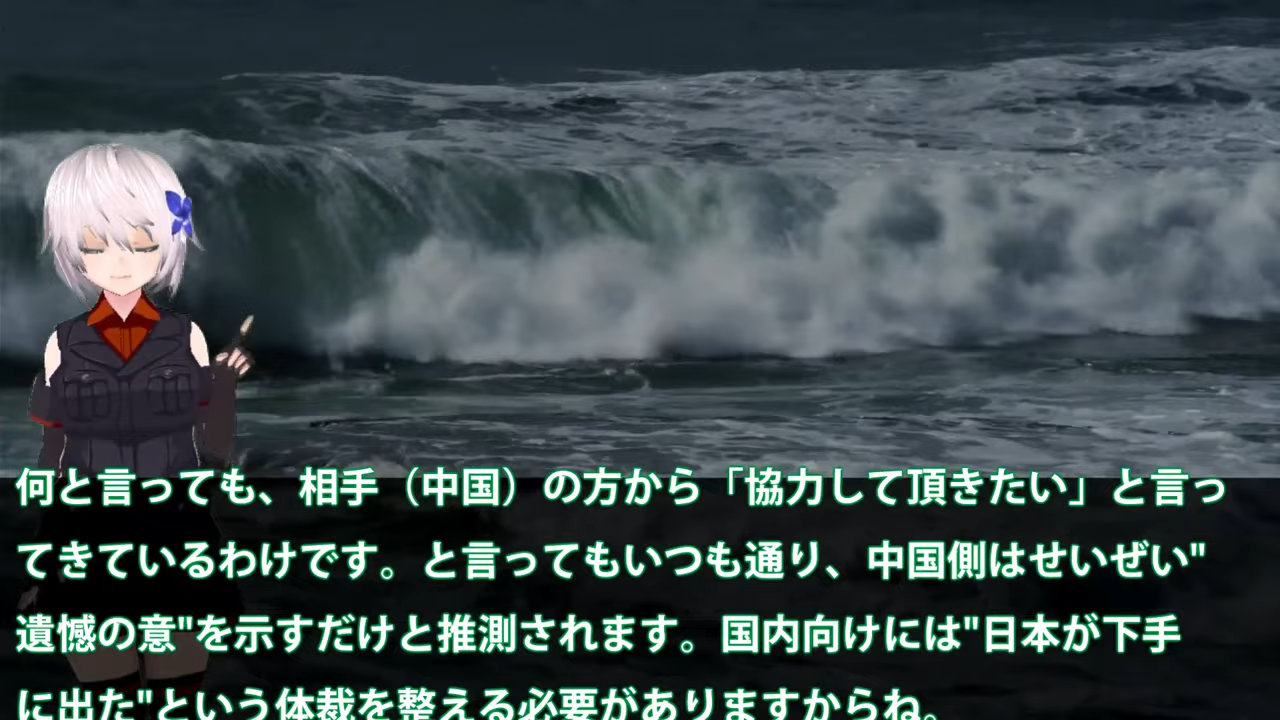 何と言っても、相手（中国）の方から「協力して頂きたい」と言っ
てきているわけです。と言ってもいつも通り、中国側はせいぜい"
遺憾の意"を示すだけと推測されます。国内向けには"日本が下手
に出た"という体裁を整える必要がありますからね。